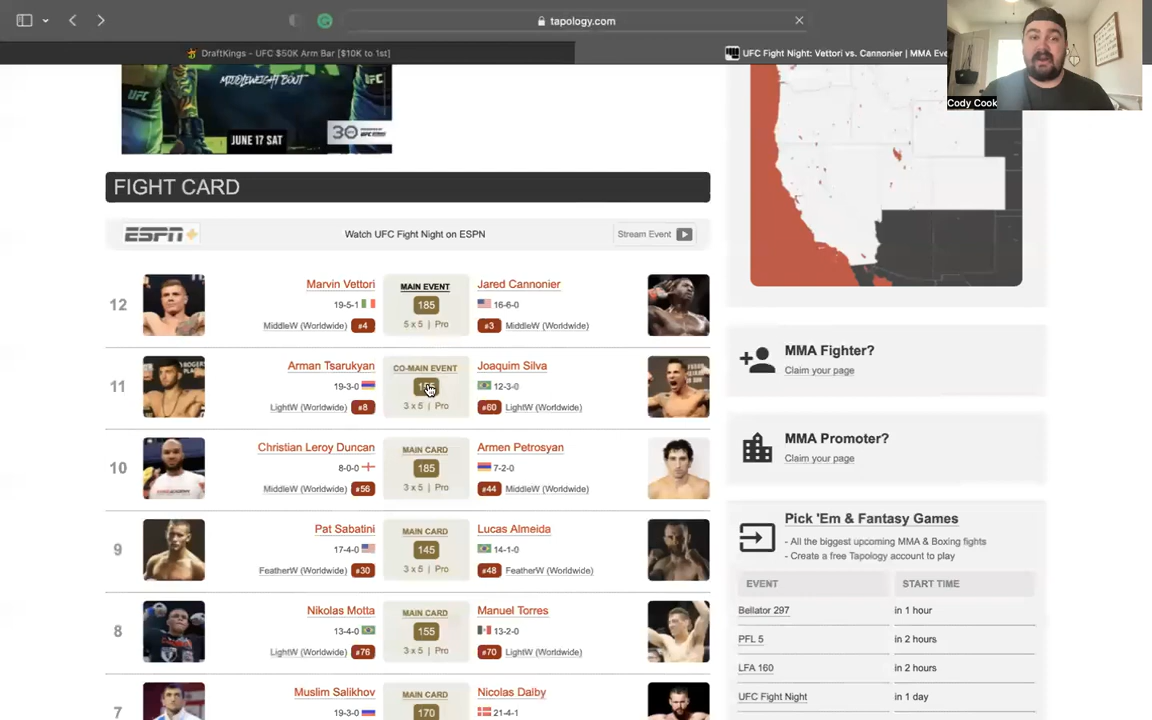 tapology.com
DraftKings - UFC $50K Arm Bar [$10K to 1st]
UFC Fight Night: Vettori vs. Cannonier | MMA Eve
Cody Cook
MIDDLEWEIGHT BOUT
UFC
UFC
JUNE 17 SAT
30
FIGHT CARD
ESPN+
Watch UFC Fight Night on ESPN
Stream Event
12
Marvin Vettori
MAIN EVENT
Jared Cannonier
19-5-1
185
16-6-0
MiddleW (Worldwide) #4
5 x 5 | Pro
#3 MiddleW (Worldwide)
11
Arman Tsarukyan
CO-MAIN EVENT
Joaquim Silva
19-3-0
155
12-3-0
LightW (Worldwide) #8
3 x 5 | Pro
#60 LightW (Worldwide)
10
Christian Leroy Duncan
MAIN CARD
Armen Petrosyan
8-0-0
185
7-2-0
MiddleW (Worldwide) #56
3 x 5 | Pro
#44 MiddleW (Worldwide)
9
Pat Sabatini
MAIN CARD
Lucas Almeida
17-4-0
145
14-1-0
FeatherW (Worldwide) #30
3 x 5 | Pro
#48 FeatherW (Worldwide)
8
Nikolas Motta
MAIN CARD
Manuel Torres
13-4-0
155
13-2-0
LightW (Worldwide) #76
3 x 5 | Pro
#70 LightW (Worldwide)
7
Muslim Salikhov
MAIN CARD
Nicolas Dalby
19-3-0
170
21-4-1
MMA Fighter?
Claim your page
MMA Promoter?
Claim your page
Pick 'Em & Fantasy Games
- All the biggest upcoming MMA & Boxing fights
- Create a free Tapology account to play
EVENT START TIME
Bellator 297 in 1 hour
PFL 5 in 2 hours
LFA 160 in 2 hours
UFC Fight Night in 1 day